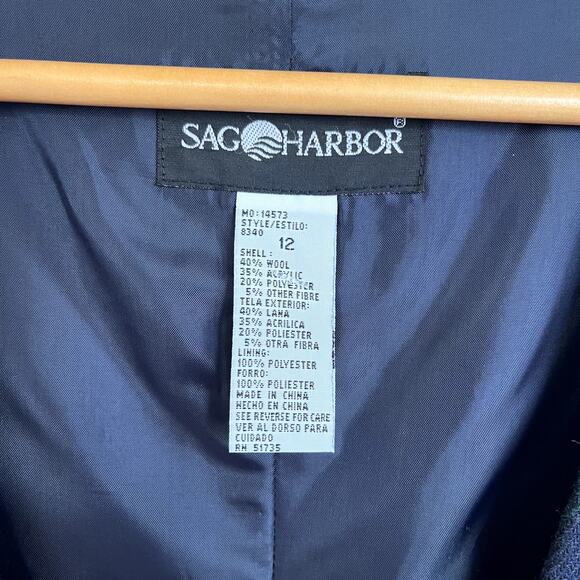 SAG HARBOR ®
MO:14573
STYLE/ESTILO:
8340
12
SHELL:
40% WOOL
35% ACRYLIC
20% POLYESTER
5% OTHER FIBRE
TELA EXTERIOR:
40% LANA
35% ACRILICA
20% POLIESTER
5% OTRA FIBRA
LINING:
100% POLYESTER
FORRO:
100% POLIESTER
MADE IN CHINA
HECHO EN CHINA
SEE REVERSE FOR CARE
VER AL DORSO PARA
CUIDADO
RN 51735